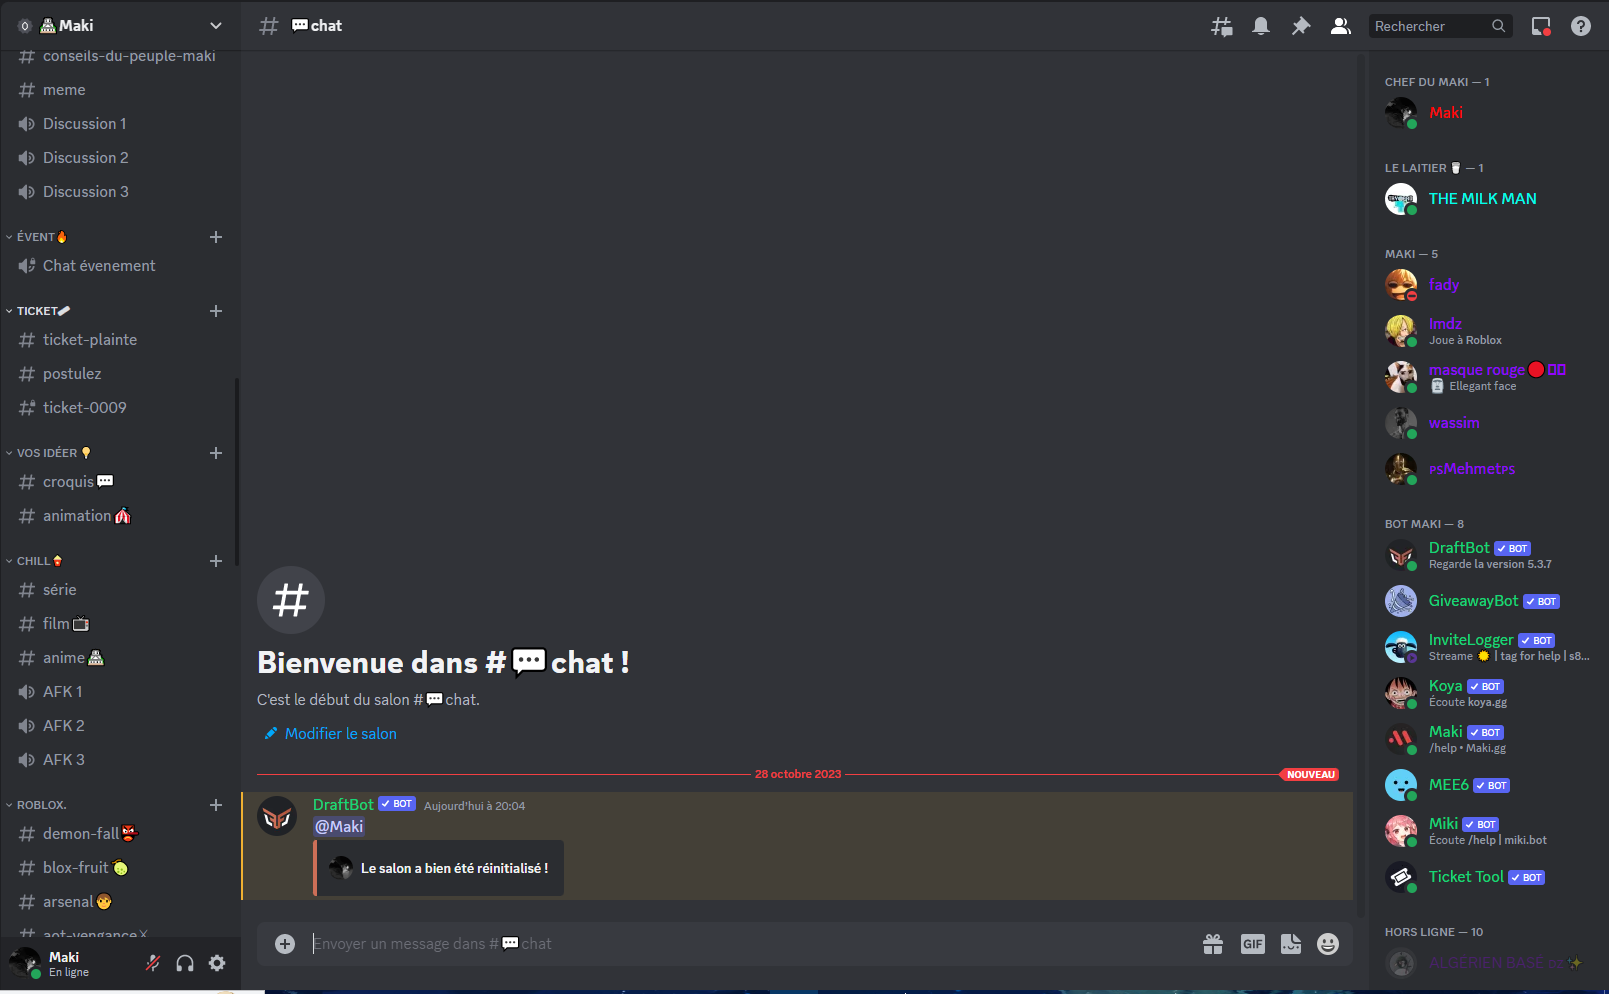 Maki
conseils-du-peuple-maki
meme
Discussion 1
Discussion 2
Discussion 3
ÉVENT🔥
Chat évenement
TICKET
ticket-plainte
postulez
ticket-0009
VOS IDÉER💡
croquis💬
animation🎪
CHILL🍿
série
film📺
anime🏯
AFK 1
AFK 2
AFK 3
ROBLOX.
demon-fall👺
blox-fruit🍈
arsenal
aot-vengance⚔
Maki
En ligne
# 💬chat
Rechercher
Bienvenue dans #💬chat !
C'est le début du salon #💬chat.
Modifier le salon
28 octobre 2023
NOUVEAU
DraftBot ✓ BOT Aujourd'hui à 20:04
@Maki
Le salon a bien été réinitialisé !
Envoyer un message dans #💬chat
GIF
CHEF DU MAKI — 1
Maki
LE LAITIER 🥛 — 1
THE MILK MAN
MAKI — 5
fady
Imdz
Joue à Roblox
masque rouge🔴
🗿 Ellegant face
wassim
ᴘsMehmetᴘs
BOT MAKI — 8
DraftBot ✓ BOT
Regarde la version 5.3.7
GiveawayBot ✓ BOT
InviteLogger ✓ BOT
Streame | tag for help | s8...
Koya ✓ BOT
Écoute koya.gg
Maki ✓ BOT
/help • Maki.gg
MEE6 ✓ BOT
Miki ✓ BOT
Écoute /help | miki.bot
Ticket Tool ✓ BOT
HORS LIGNE — 10
ALGÉRIEN BASÉ oz✨